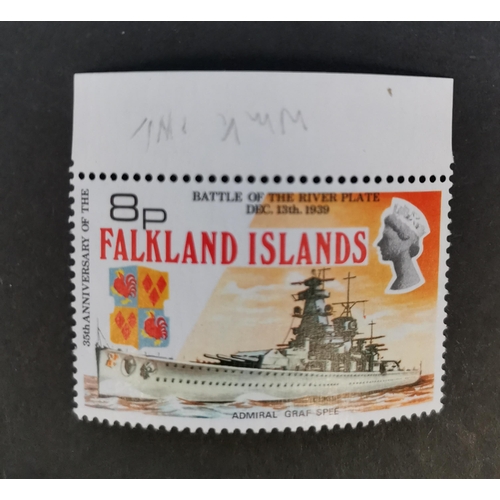 BATTLE OF THE RIVER PLATE
DEC. 13th. 1939
8p
FALKLAND ISLANDS
35th ANNIVERSARY OF THE
ADMIRAL GRAF SPEE